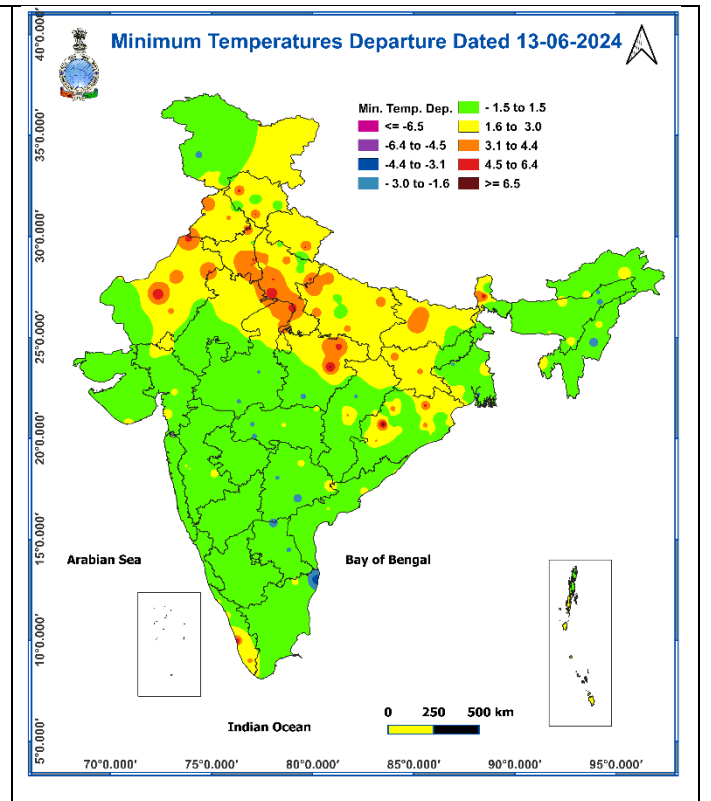 Minimum Temperatures Departure Dated 13-06-2024
Min. Temp. Dep.
<= -6.5
-6.4 to -4.5
-4.4 to -3.1
- 3.0 to -1.6
- 1.5 to 1.5
1.6 to 3.0
3.1 to 4.4
4.5 to 6.4
>= 6.5
40°0.000'
35°0.000'
30°0.000'
25°0.000'
20°0.000'
15°0.000'
10°0.000'
5°0.000'
Arabian Sea
Bay of Bengal
Indian Ocean
0 250 500 km
70°0.000' 75°0.000' 80°0.000' 85°0.000' 90°0.000' 95°0.000'